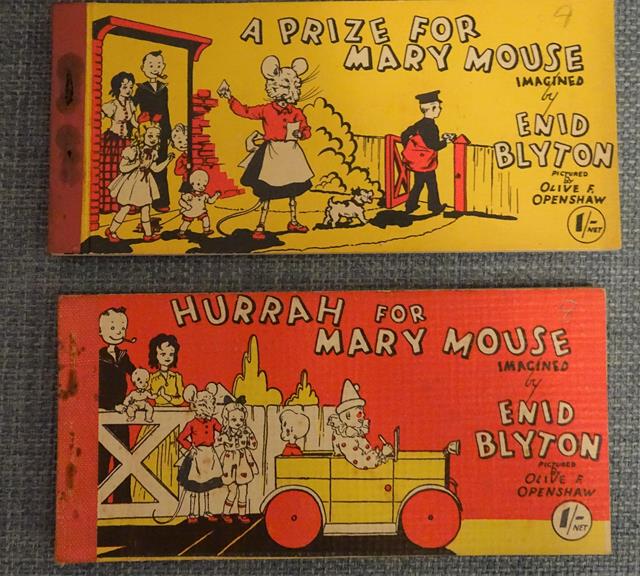 A PRIZE FOR
MARY MOUSE
IMAGINED
by
ENID
BLYTON
PICTURED
BY
OLIVE F.
OPENSHAW
1/-
NET
HURRAH FOR
MARY MOUSE
IMAGINED
by
ENID
BLYTON
PICTURED
BY
OLIVE F.
OPENSHAW
1/-
NET